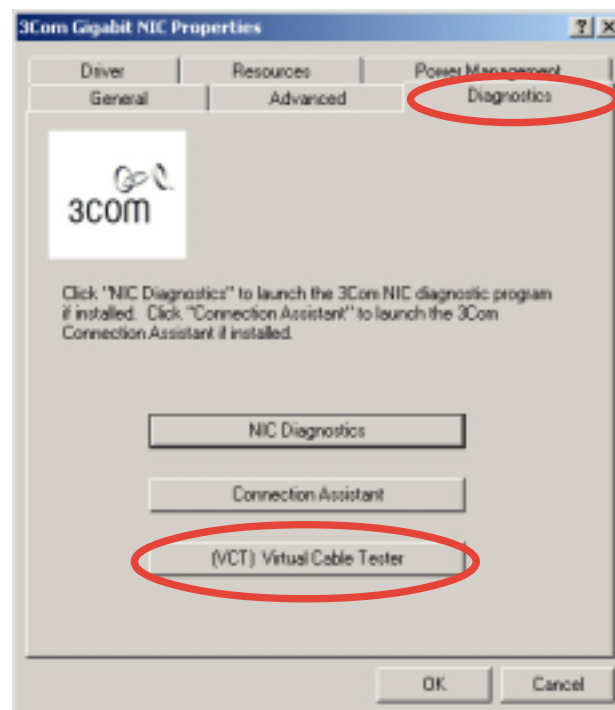 3Com Gigabit NIC Properties
Driver
Resources
Power Management
General
Advanced
Diagnostics
3com
Click "NIC Diagnostics" to launch the 3Com NIC diagnostic program
if installed. Click "Connection Assistant" to launch the 3Com
Connection Assistant if installed.
NIC Diagnostics
Connection Assistant
(VCT) Virtual Cable Tester
OK
Cancel